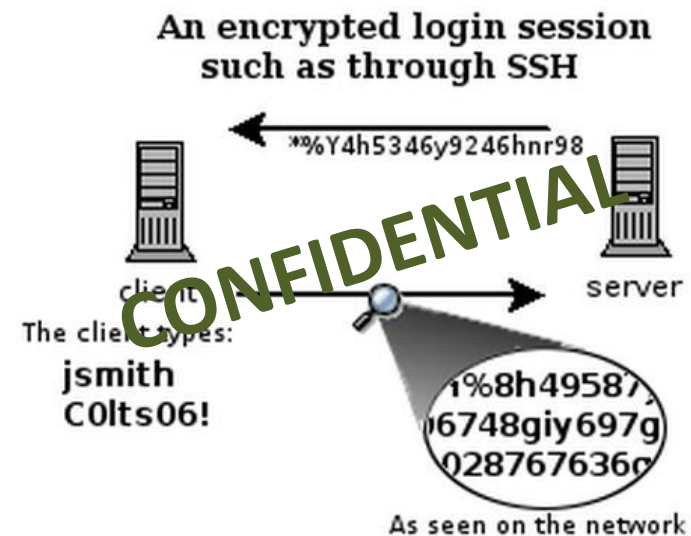 An encrypted login session
such as through SSH
*%Y4h5346y9246hnr98
CONFIDENTIAL
client
server
The client types:
jsmith
C0lts06!
%8h49587
6748giy697g
028767636
As seen on the network